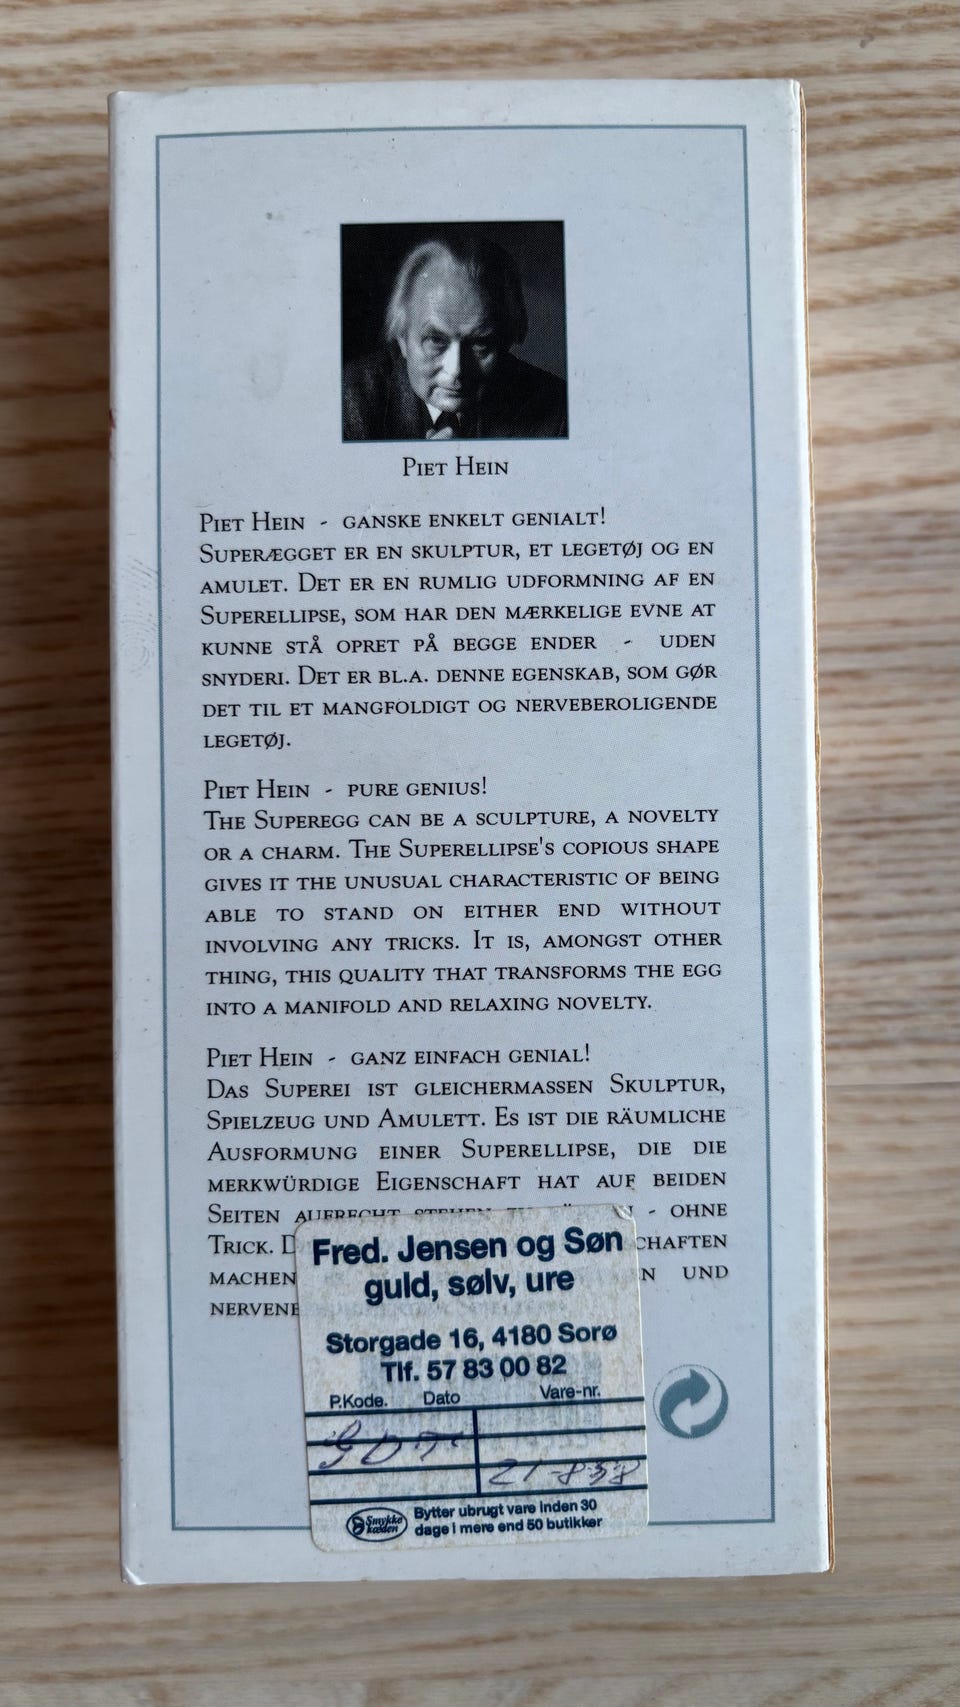 Piet Hein
Piet Hein - ganske enkelt genialt!
Superægget er en skulptur, et legetøj og en
amulet. Det er en rumlig udformning af en
Superellipse, som har den mærkelige evne at
kunne stå opret på begge ender - uden
snyderi. Det er bl.a. denne egenskab, som gør
det til et mangfoldigt og nerveberoligende
legetøj.
Piet Hein - pure genius!
The Superegg can be a sculpture, a novelty
or a charm. The Superellipse's copious shape
gives it the unusual characteristic of being
able to stand on either end without
involving any tricks. It is, amongst other
thing, this quality that transforms the egg
into a manifold and relaxing novelty.
Piet Hein - ganz einfach genial!
Das Superei ist gleichermassen Skulptur,
Spielzeug und Amulett. Es ist die räumliche
Ausformung einer Superellipse, die die
merkwürdige Eigenschaft hat auf beiden
Seiten aufrecht stehen - ohne
Trick.
machen und
Fred. Jensen og Søn
guld, sølv, ure
Storgade 16, 4180 Sorø
Tlf. 57 83 00 82
P.Kode. Dato Vare-nr.
Smykke
kæden
Bytter ubrugt vare inden 30
dage i mere end 50 butikker